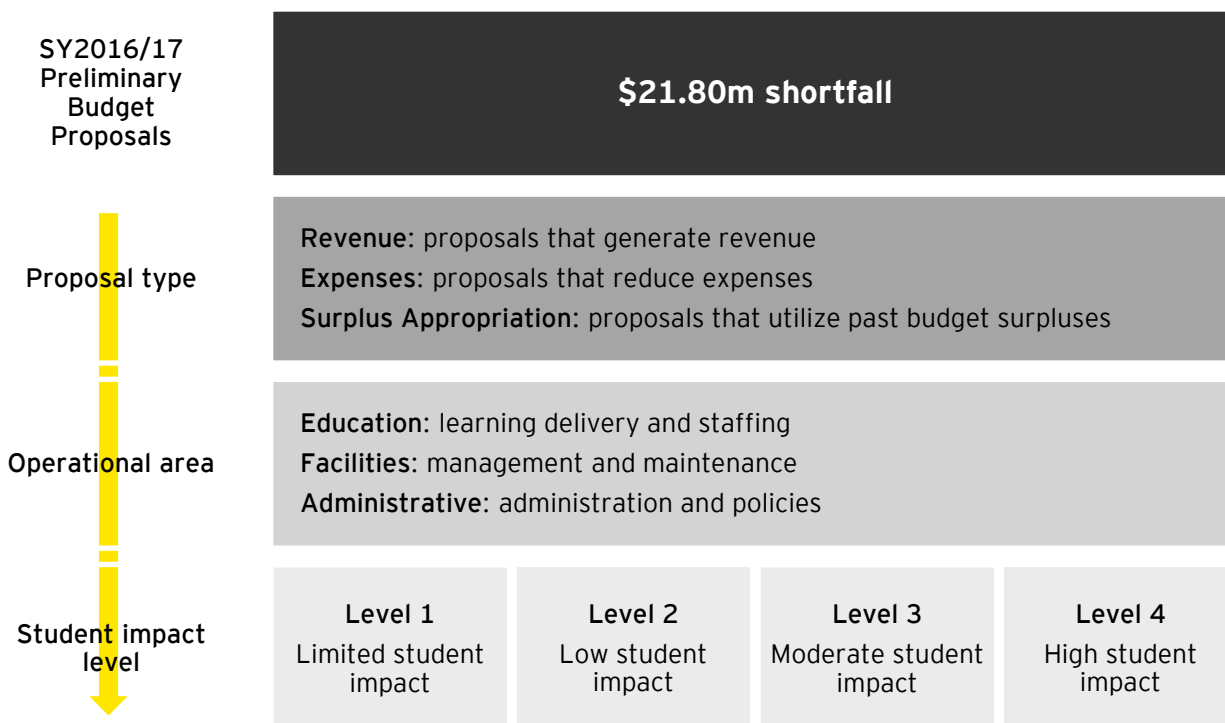 SY2016/17
Preliminary
Budget
Proposals
$21.80m shortfall
Proposal type
Revenue: proposals that generate revenue
Expenses: proposals that reduce expenses
Surplus Appropriation: proposals that utilize past budget surpluses
Operational area
Education: learning delivery and staffing
Facilities: management and maintenance
Administrative: administration and policies
Student impact
level
Level 1
Limited student
impact
Level 2
Low student
impact
Level 3
Moderate student
impact
Level 4
High student
impact